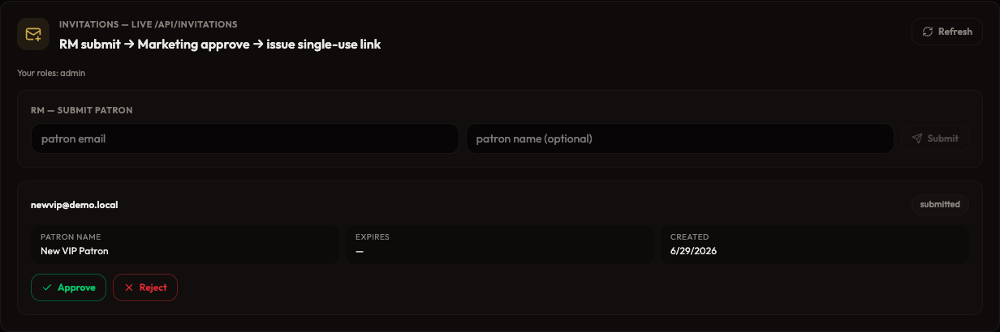 INVITATIONS — LIVE /API/INVITATIONS
RM submit → Marketing approve → issue single-use link
Refresh
Your roles: admin
RM — SUBMIT PATRON
patron email
patron name (optional)
Submit
newvip@demo.local
submitted
PATRON NAME
New VIP Patron
EXPIRES
—
CREATED
6/29/2026
Approve
Reject